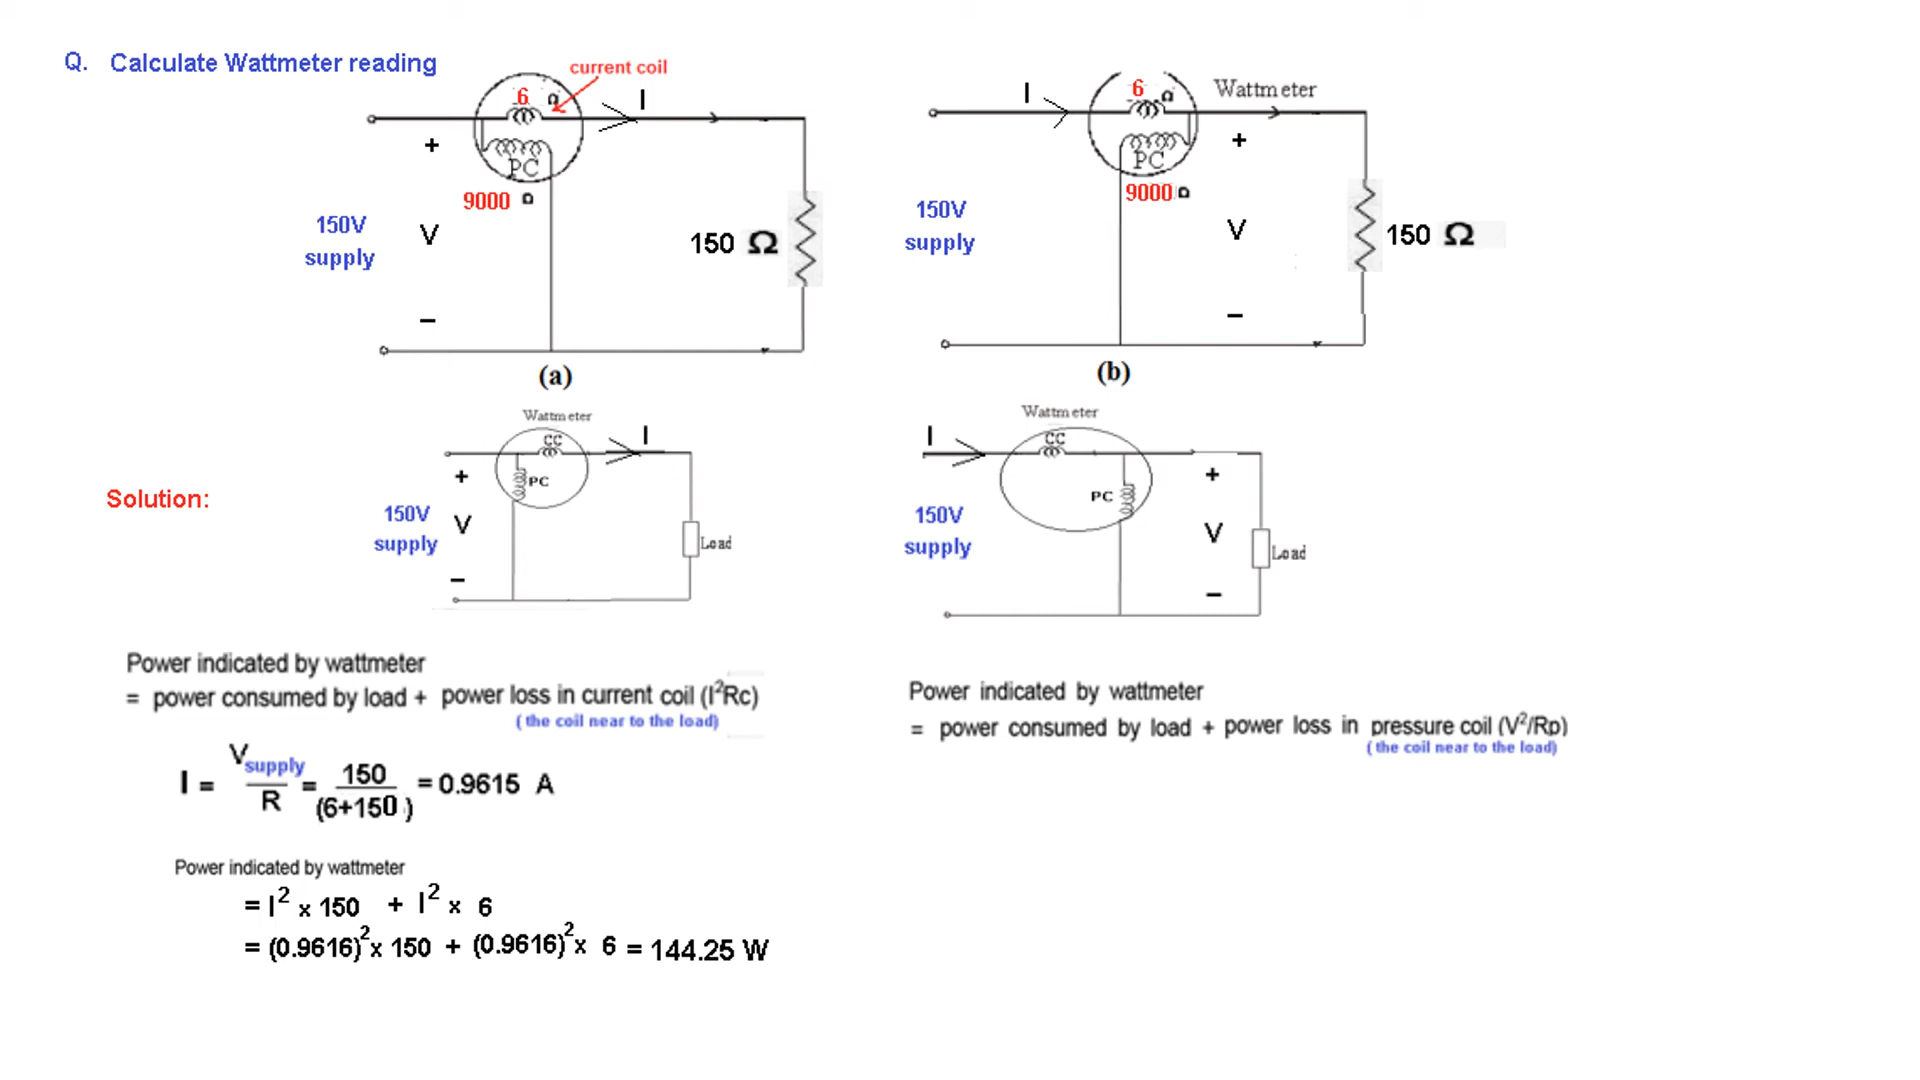 Q. Calculate Wattmeter reading
current coil
6 Ω
I
+
PC
9000 Ω
150V
supply
V
150 Ω
−
(a)
I
6 Ω
Wattmeter
+
PC
9000 Ω
150V
supply
V
150 Ω
−
(b)
Solution:
Wattmeter
CC
I
+
PC
150V
supply
V
Load
−
Wattmeter
I
CC
+
PC
150V
supply
V
Load
−
Power indicated by wattmeter
= power consumed by load + power loss in current coil (I²Rc)
( the coil near to the load)
I = Vsupply / R = 150 / (6+150 ) = 0.9615 A
Power indicated by wattmeter
= I² x 150 + I² x 6
= (0.9616)² x 150 + (0.9616)² x 6 = 144.25 W
Power indicated by wattmeter
= power consumed by load + power loss in pressure coil (V²/Rp)
( the coil near to the load)